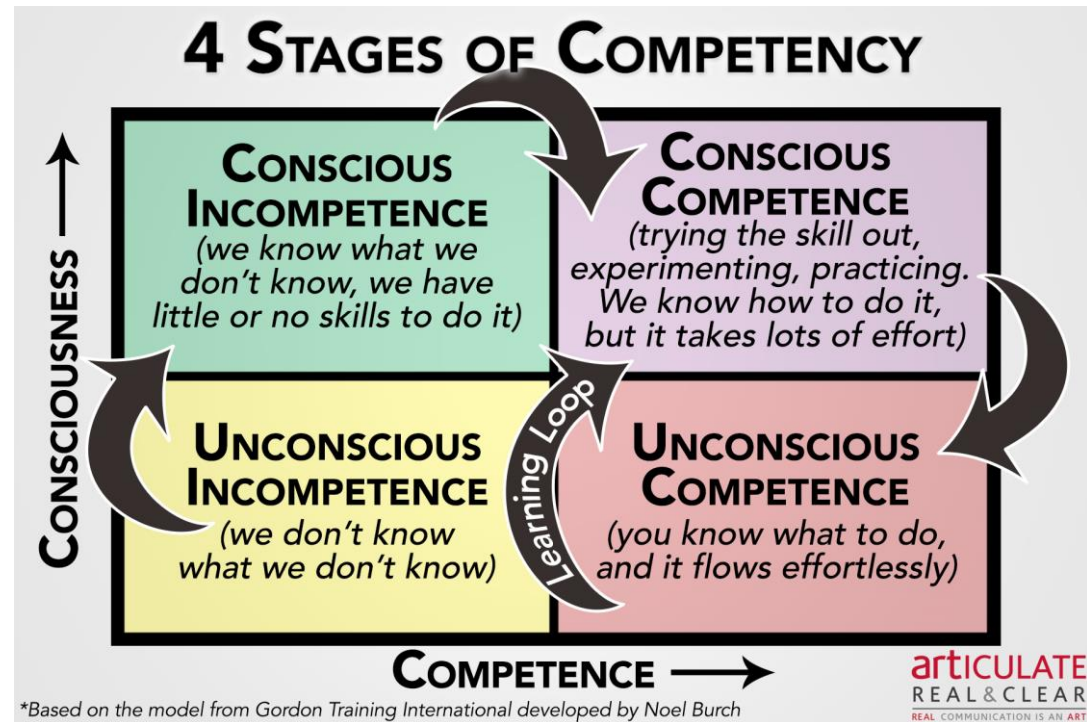 4 STAGES OF COMPETENCY
CONSCIOUSNESS
CONSCIOUS
INCOMPETENCE
(we know what we
don't know, we have
little or no skills to do it)
CONSCIOUS
COMPETENCE
(trying the skill out,
experimenting, practicing.
We know how to do it,
but it takes lots of effort)
UNCONSCIOUS
INCOMPETENCE
(we don't know
what we don't know)
Learning Loop
UNCONSCIOUS
COMPETENCE
(you know what to do,
and it flows effortlessly)
COMPETENCE
*Based on the model from Gordon Training International developed by Noel Burch
artICULATE
REAL & CLEAR
REAL COMMUNICATION IS AN ART